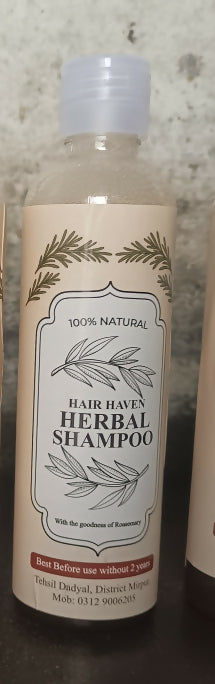 100% NATURAL
HAIR HAVEN
HERBAL
SHAMPOO
With the goodness of Rosemary
Best Before use without 2 years
Tehsil Dadyal, District Mirpur
Mob: 0312 9006205